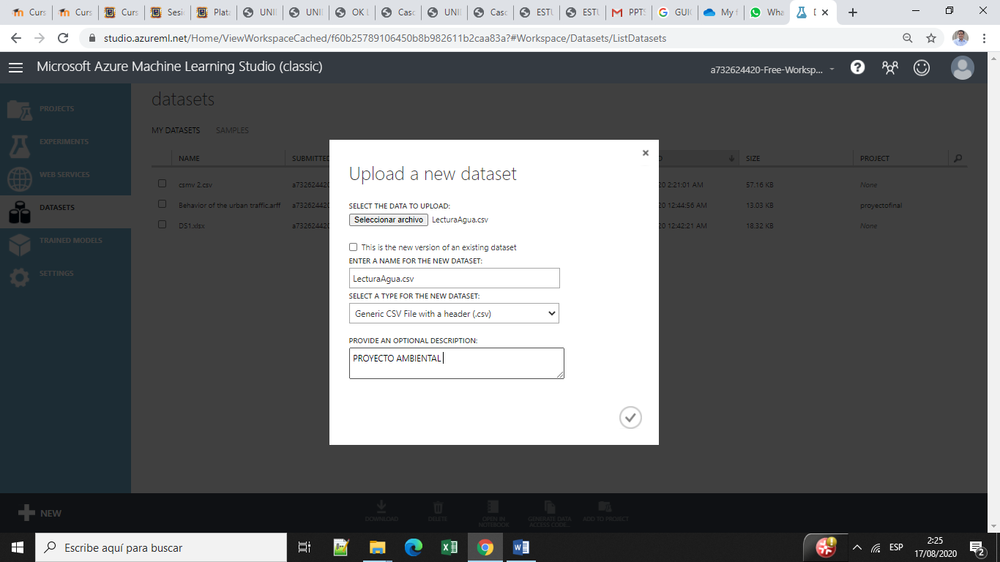 Curs
Curs
Curs
Sesi
Plata
UNII
UNII
OK L
Casc
UNII
Casc
ESTU
ESTU
PPTS
GUIC
My f
Wha
studio.azureml.net/Home/ViewWorkspaceCached/f60b25789106450b8b982611b2caa83a?#Workspace/Datasets/ListDatasets
Microsoft Azure Machine Learning Studio (classic)
a732624420-Free-Worksp...
datasets
PROJECTS
EXPERIMENTS
WEB SERVICES
DATASETS
TRAINED MODELS
SETTINGS
MY DATASETS SAMPLES
NAME SUBMITTED SIZE PROJECT
csmv 2.csv a732624420 20 2:21:01 AM 57.16 KB None
Behavior of the urban traffic.arff a732624420 20 12:44:56 AM 13.03 KB proyectofinal
DS1.xlsx a732624420 20 12:42:21 AM 18.32 KB None
Upload a new dataset
SELECT THE DATA TO UPLOAD:
Seleccionar archivo LecturaAgua.csv
This is the new version of an existing dataset
ENTER A NAME FOR THE NEW DATASET:
LecturaAgua.csv
SELECT A TYPE FOR THE NEW DATASET:
Generic CSV File with a header (.csv)
PROVIDE AN OPTIONAL DESCRIPTION:
PROYECTO AMBIENTAL
NEW
DOWNLOAD
DELETE
OPEN IN
NOTEBOOK
GENERATE DATA
ACCESS CODE...
ADD TO PROJECT
Escribe aquí para buscar
ESP
2:25
17/08/2020
2